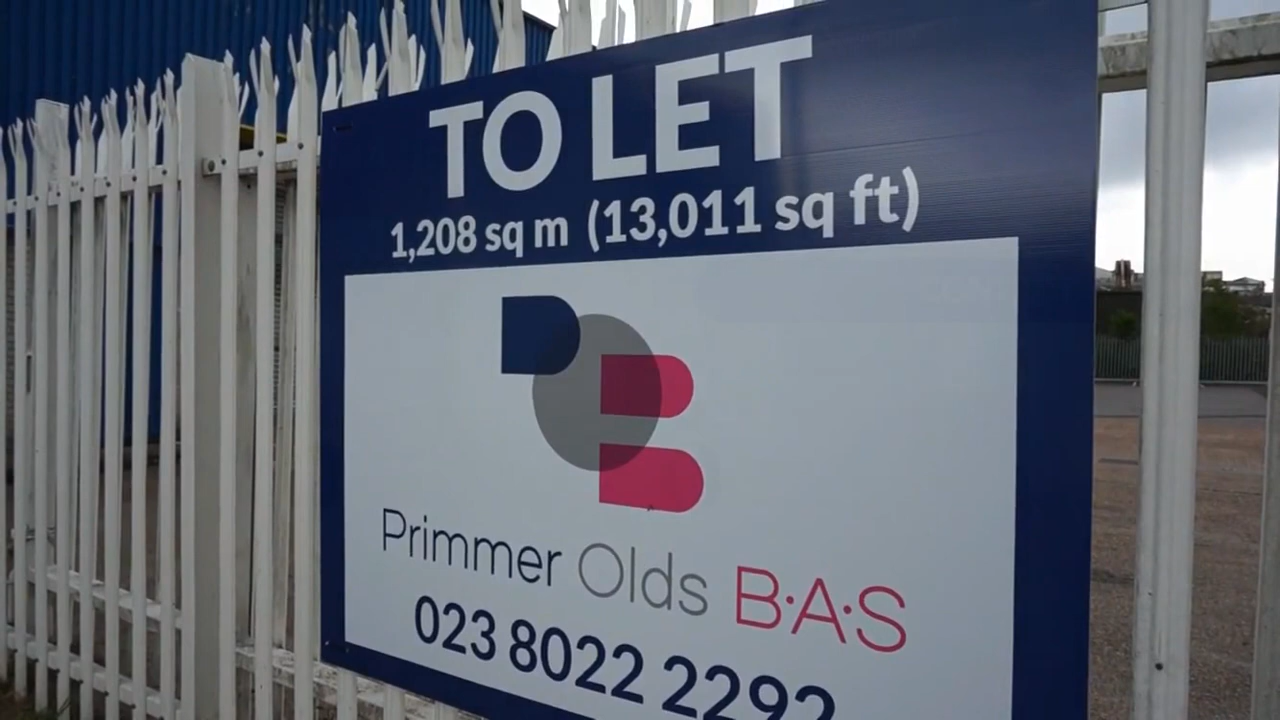 TO LET
1,208 sq m (13,011 sq ft)
Primmer Olds B·A·S
023 8022 2292